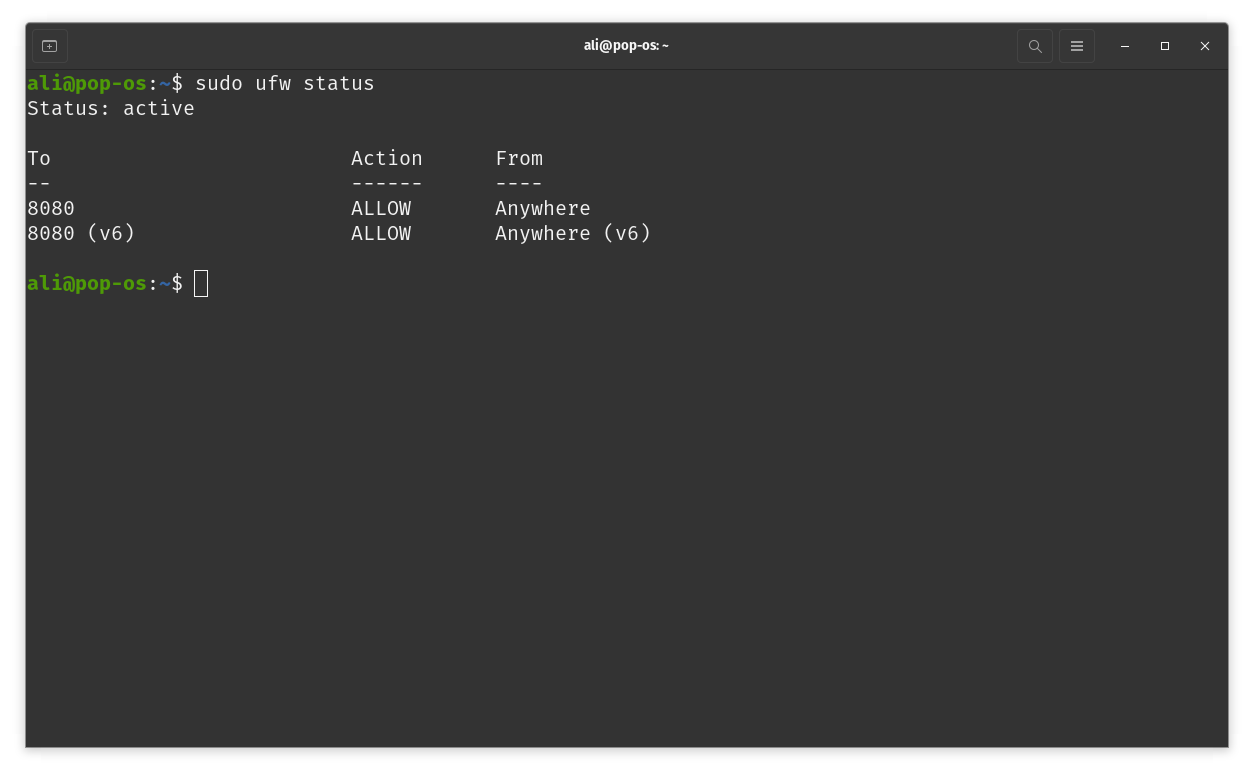 ali@pop-os: ~
ali@pop-os:~$ sudo ufw status
Status: active
To                         Action      From
--                         ------      ----
8080                       ALLOW       Anywhere
8080 (v6)                  ALLOW       Anywhere (v6)
ali@pop-os:~$